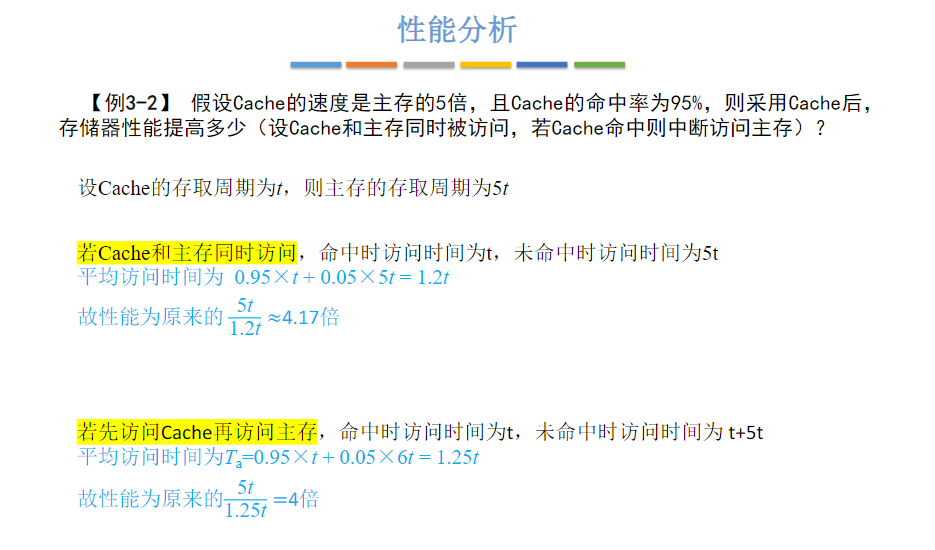 性能分析
【例3-2】 假设Cache的速度是主存的5倍，且Cache的命中率为95%，则采用Cache后，
存储器性能提高多少（设Cache和主存同时被访问，若Cache命中则中断访问主存）？
设Cache的存取周期为t，则主存的存取周期为5t
若Cache和主存同时访问，命中时访问时间为t，未命中时访问时间为5t
平均访问时间为 0.95×t + 0.05×5t = 1.2t
故性能为原来的 5t/1.2t ≈4.17倍
若先访问Cache再访问主存，命中时访问时间为t，未命中时访问时间为 t+5t
平均访问时间为Ta=0.95×t + 0.05×6t = 1.25t
故性能为原来的 5t/1.25t =4倍